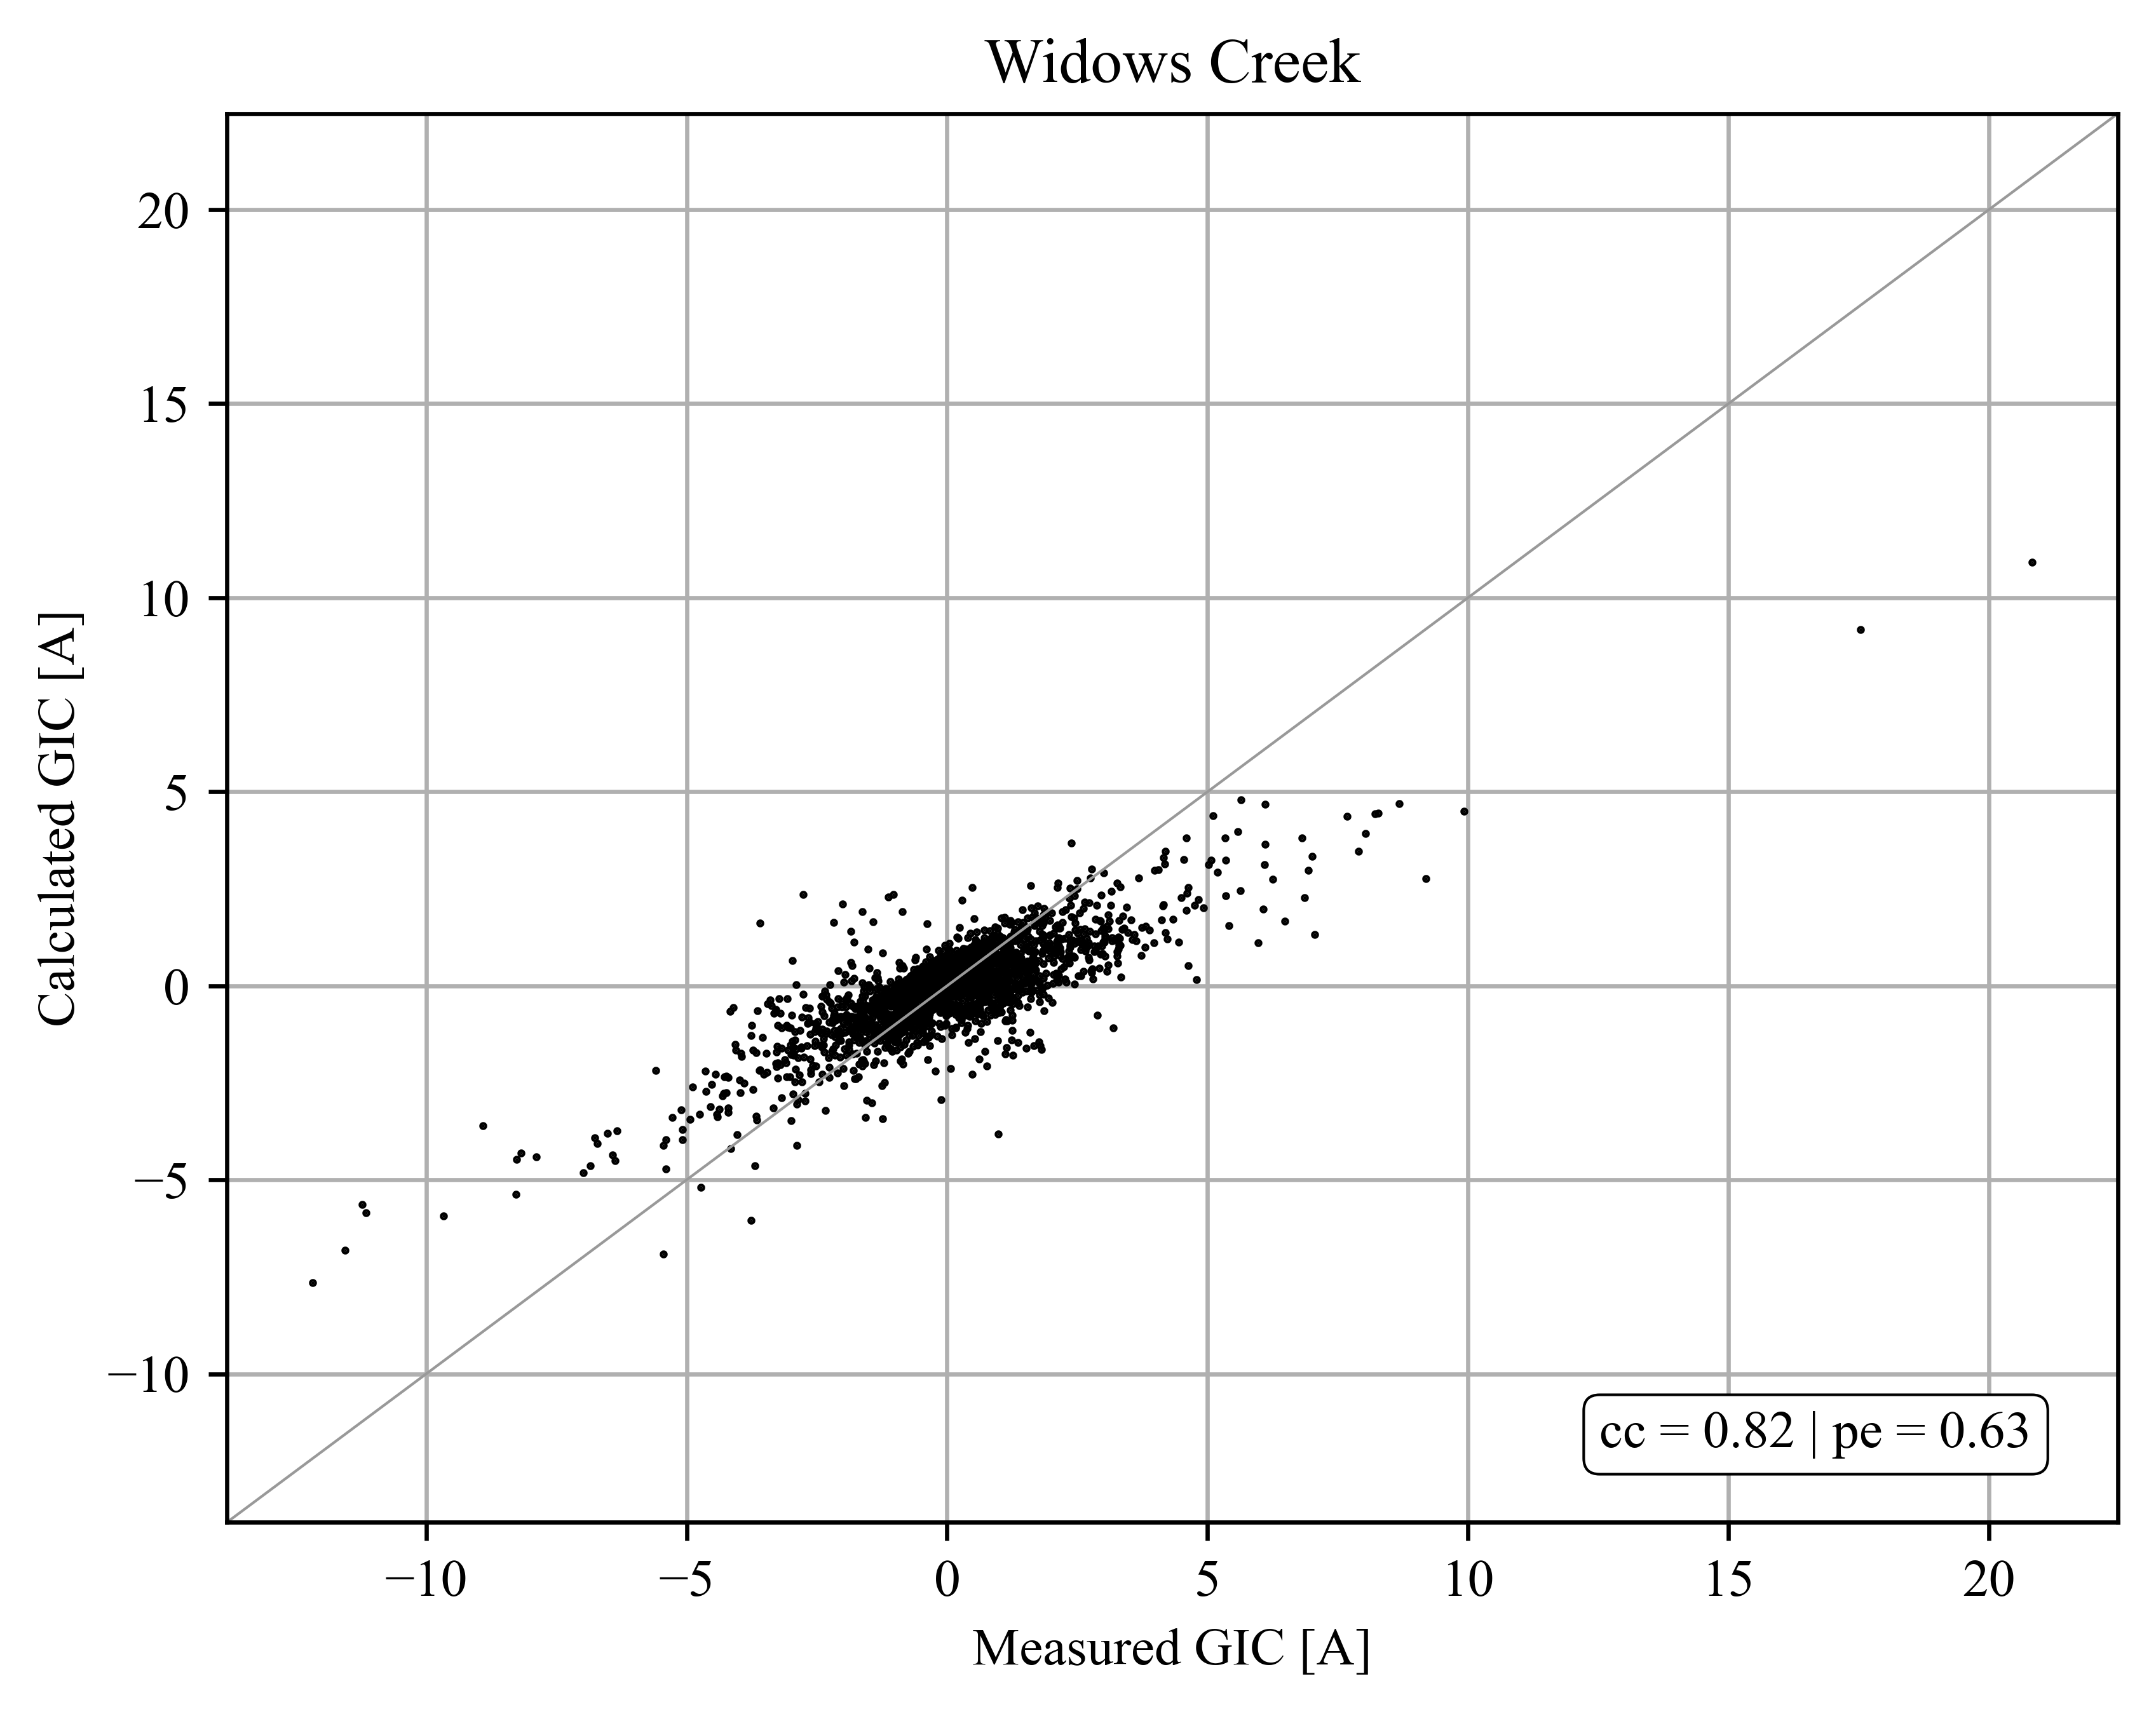 Widows Creek
20
15
10
5
0
−5
−10
Calculated GIC [A]
cc = 0.82 | pe = 0.63
−10 −5 0 5 10 15 20
Measured GIC [A]